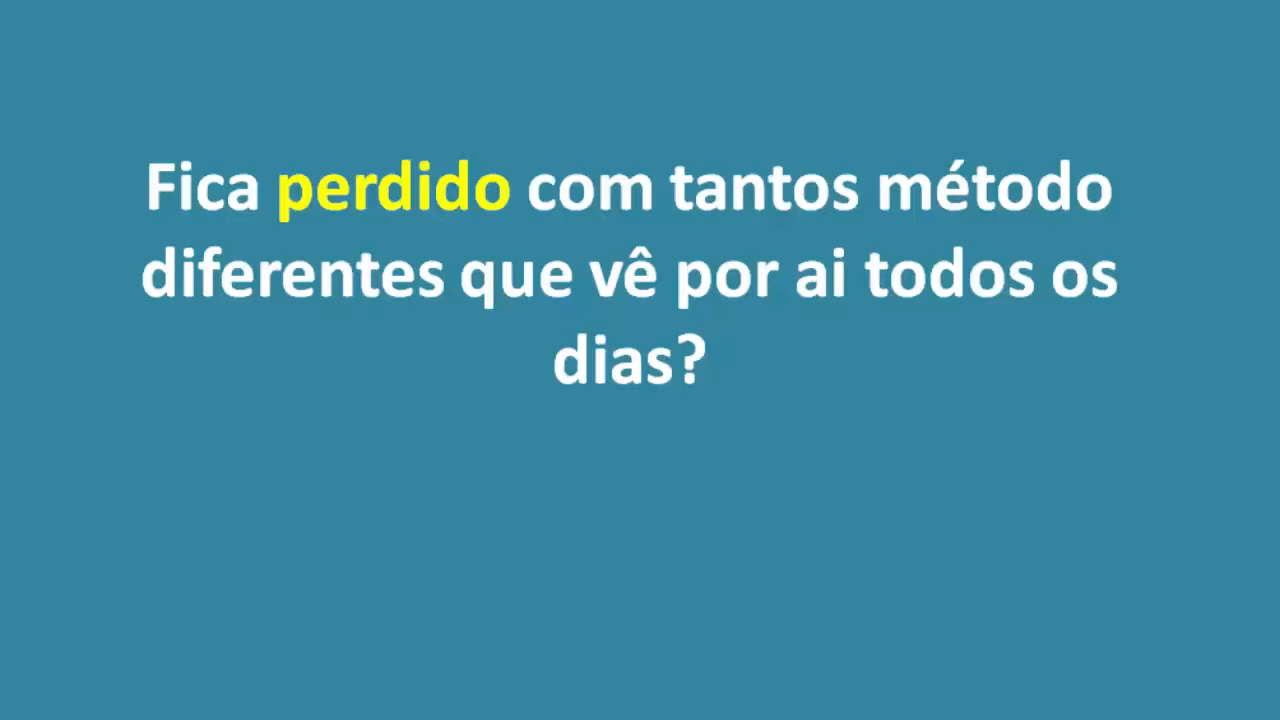 Fica perdido com tantos método
diferentes que vê por ai todos os
dias?